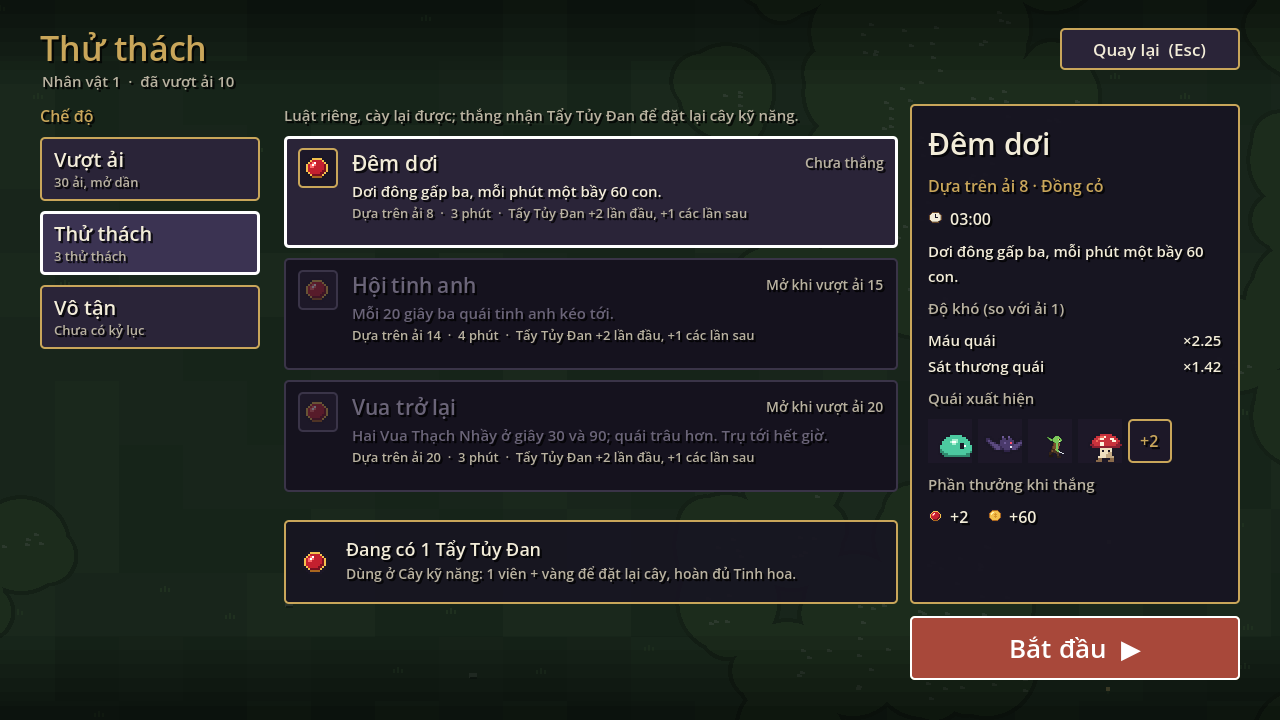 Thử thách
Nhân vật 1 · đã vượt ải 10
Quay lại (Esc)
Chế độ
Vượt ải
30 ải, mở dần
Thử thách
3 thử thách
Vô tận
Chưa có kỷ lục
Luật riêng, cày lại được; thắng nhận Tẩy Tủy Đan để đặt lại cây kỹ năng.
Đêm dơi
Chưa thắng
Dơi đông gấp ba, mỗi phút một bầy 60 con.
Dựa trên ải 8 · 3 phút · Tẩy Tủy Đan +2 lần đầu, +1 các lần sau
Hội tinh anh
Mở khi vượt ải 15
Mỗi 20 giây ba quái tinh anh kéo tới.
Dựa trên ải 14 · 4 phút · Tẩy Tủy Đan +2 lần đầu, +1 các lần sau
Vua trở lại
Mở khi vượt ải 20
Hai Vua Thạch Nhầy ở giây 30 và 90; quái trâu hơn. Trụ tới hết giờ.
Dựa trên ải 20 · 3 phút · Tẩy Tủy Đan +2 lần đầu, +1 các lần sau
Đang có 1 Tẩy Tủy Đan
Dùng ở Cây kỹ năng: 1 viên + vàng để đặt lại cây, hoàn đủ Tinh hoa.
Đêm dơi
Dựa trên ải 8 · Đồng cỏ
03:00
Dơi đông gấp ba, mỗi phút một bầy 60
con.
Độ khó (so với ải 1)
Máu quái ×2.25
Sát thương quái ×1.42
Quái xuất hiện
+2
Phần thưởng khi thắng
+2 +60
Bắt đầu ▶